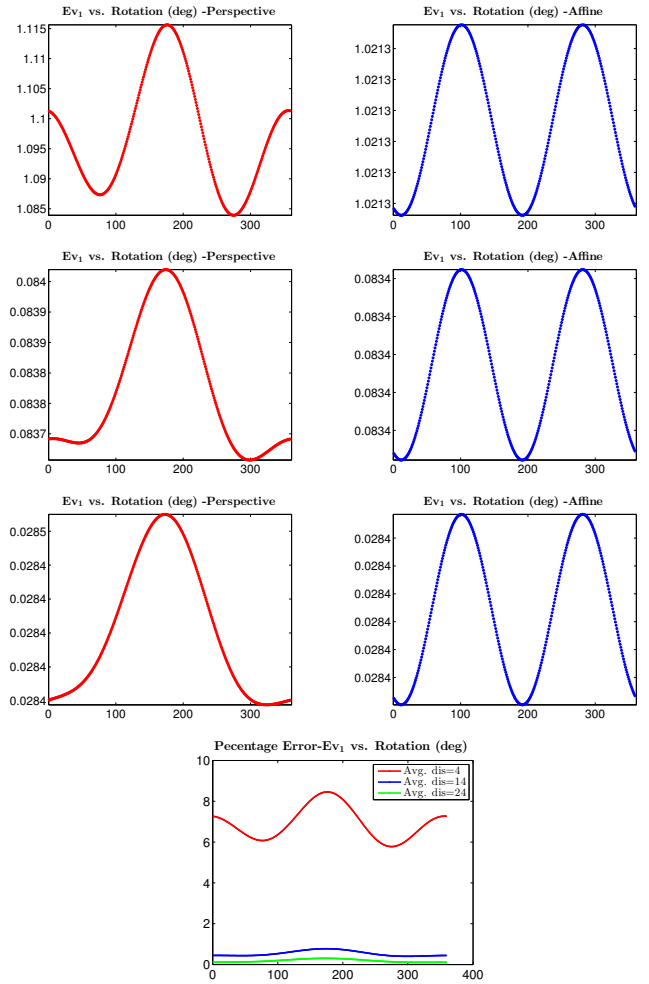 Ev1 vs. Rotation (deg) -Perspective
1.115
1.105
1.1
1.095
1.09
1.085
0 100 200 300
Ev1 vs. Rotation (deg) -Affine
1.0213
1.0213
1.0213
1.0213
1.0213
1.0213
0 100 200 300
Ev1 vs. Rotation (deg) -Perspective
0.084
0.0839
0.0839
0.0838
0.0838
0.0837
0 100 200 300
Ev1 vs. Rotation (deg) -Affine
0.0834
0.0834
0.0834
0.0834
0.0834
0 100 200 300
Ev1 vs. Rotation (deg) -Perspective
0.0285
0.0284
0.0284
0.0284
0.0284
0.0284
0 100 200 300
Ev1 vs. Rotation (deg) -Affine
0.0284
0.0284
0.0284
0.0284
0 100 200 300
Pecentage Error-Ev1 vs. Rotation (deg)
10
8
6
4
2
0
0 100 200 300 400
Avg. dis=4
Avg. dis=14
Avg. dis=24